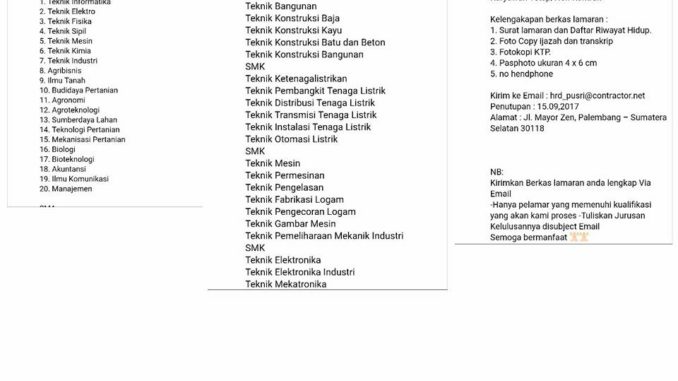 1. Teknik Informatika
2. Teknik Elektro
3. Teknik Fisika
4. Teknik Sipil
5. Teknik Mesin
6. Teknik Kimia
7. Teknik Industri
8. Agribisnis
9. Ilmu Tanah
10. Budidaya Pertanian
11. Agronomi
12. Agroteknologi
13. Sumberdaya Lahan
14. Teknologi Pertanian
15. Mekanisasi Pertanian
16. Biologi
17. Bioteknologi
18. Akuntansi
19. Ilmu Komunikasi
20. Manajemen
Teknik Bangunan
Teknik Konstruksi Baja
Teknik Konstruksi Kayu
Teknik Konstruksi Batu dan Beton
Teknik Konstruksi Bangunan
SMK
Teknik Ketenagalistrikan
Teknik Pembangkit Tenaga Listrik
Teknik Distribusi Tenaga Listrik
Teknik Transmisi Tenaga Listrik
Teknik Instalasi Tenaga Listrik
Teknik Otomasi Listrik
SMK
Teknik Mesin
Teknik Permesinan
Teknik Pengelasan
Teknik Fabrikasi Logam
Teknik Pengecoran Logam
Teknik Gambar Mesin
Teknik Pemeliharaan Mekanik Industri
SMK
Teknik Elektronika
Teknik Elektronika Industri
Teknik Mekatronika
Kelengakapan berkas lamaran :
1. Surat lamaran dan Daftar Riwayat Hidup.
2. Foto Copy ijazah dan transkrip
3. Fotokopi KTP.
4. Pasphoto ukuran 4 x 6 cm
5. no hendphone
Kirim ke Email : hrd_pusri@contractor.net
Penutupan : 15.09.2017
Alamat : Jl. Mayor Zen, Palembang – Sumatera
Selatan 30118
NB:
Kirimkan Berkas lamaran anda lengkap Via
Email
-Hanya pelamar yang memenuhi kualifikasi
yang akan kami proses -Tuliskan Jurusan
Kelulusannya disubject Email
Semoga bermanfaat